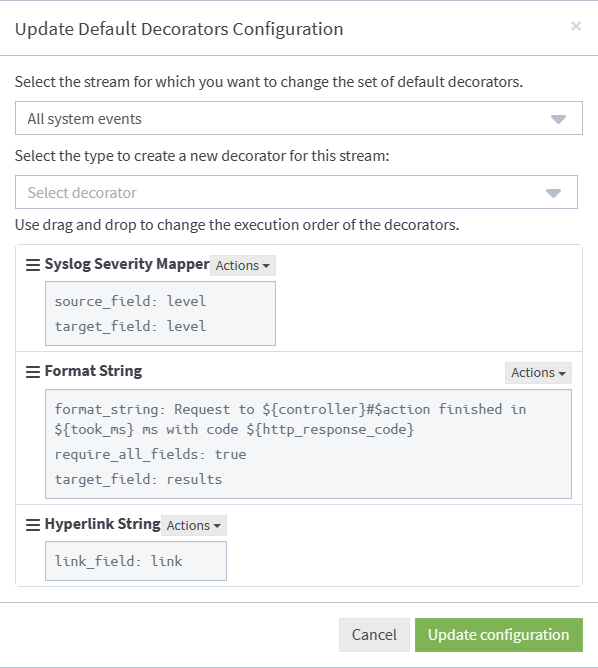 Update Default Decorators Configuration ×
Select the stream for which you want to change the set of default decorators.
All system events
Select the type to create a new decorator for this stream:
Select decorator
Use drag and drop to change the execution order of the decorators.
Syslog Severity Mapper Actions
source_field: level
target_field: level
Format String Actions
format_string: Request to ${controller}#$action finished in
${took_ms} ms with code ${http_response_code}
require_all_fields: true
target_field: results
Hyperlink String Actions
link_field: link
Cancel Update configuration